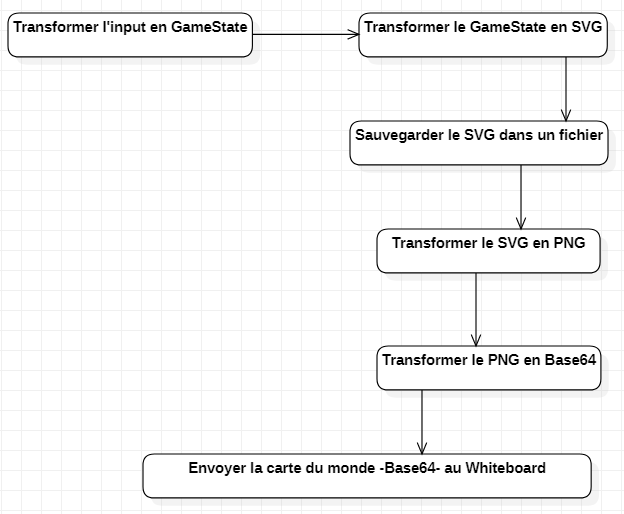 Transformer l'input en GameState
Transformer le GameState en SVG
Sauvegarder le SVG dans un fichier
Transformer le SVG en PNG
Transformer le PNG en Base64
Envoyer la carte du monde -Base64- au Whiteboard